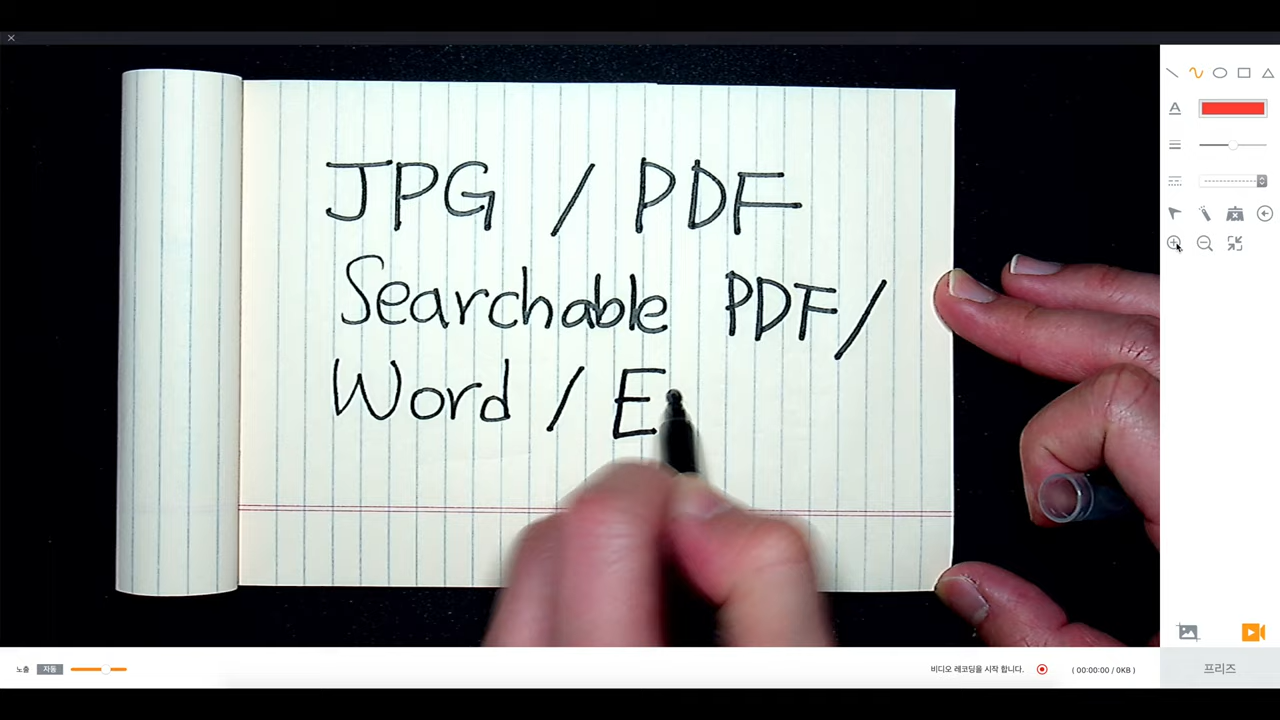 JPG / PDF
Searchable PDF/
Word / E
노출 자동
비디오 레코딩을 시작 합니다. ( 00:00:00 / 0KB )
프리즈